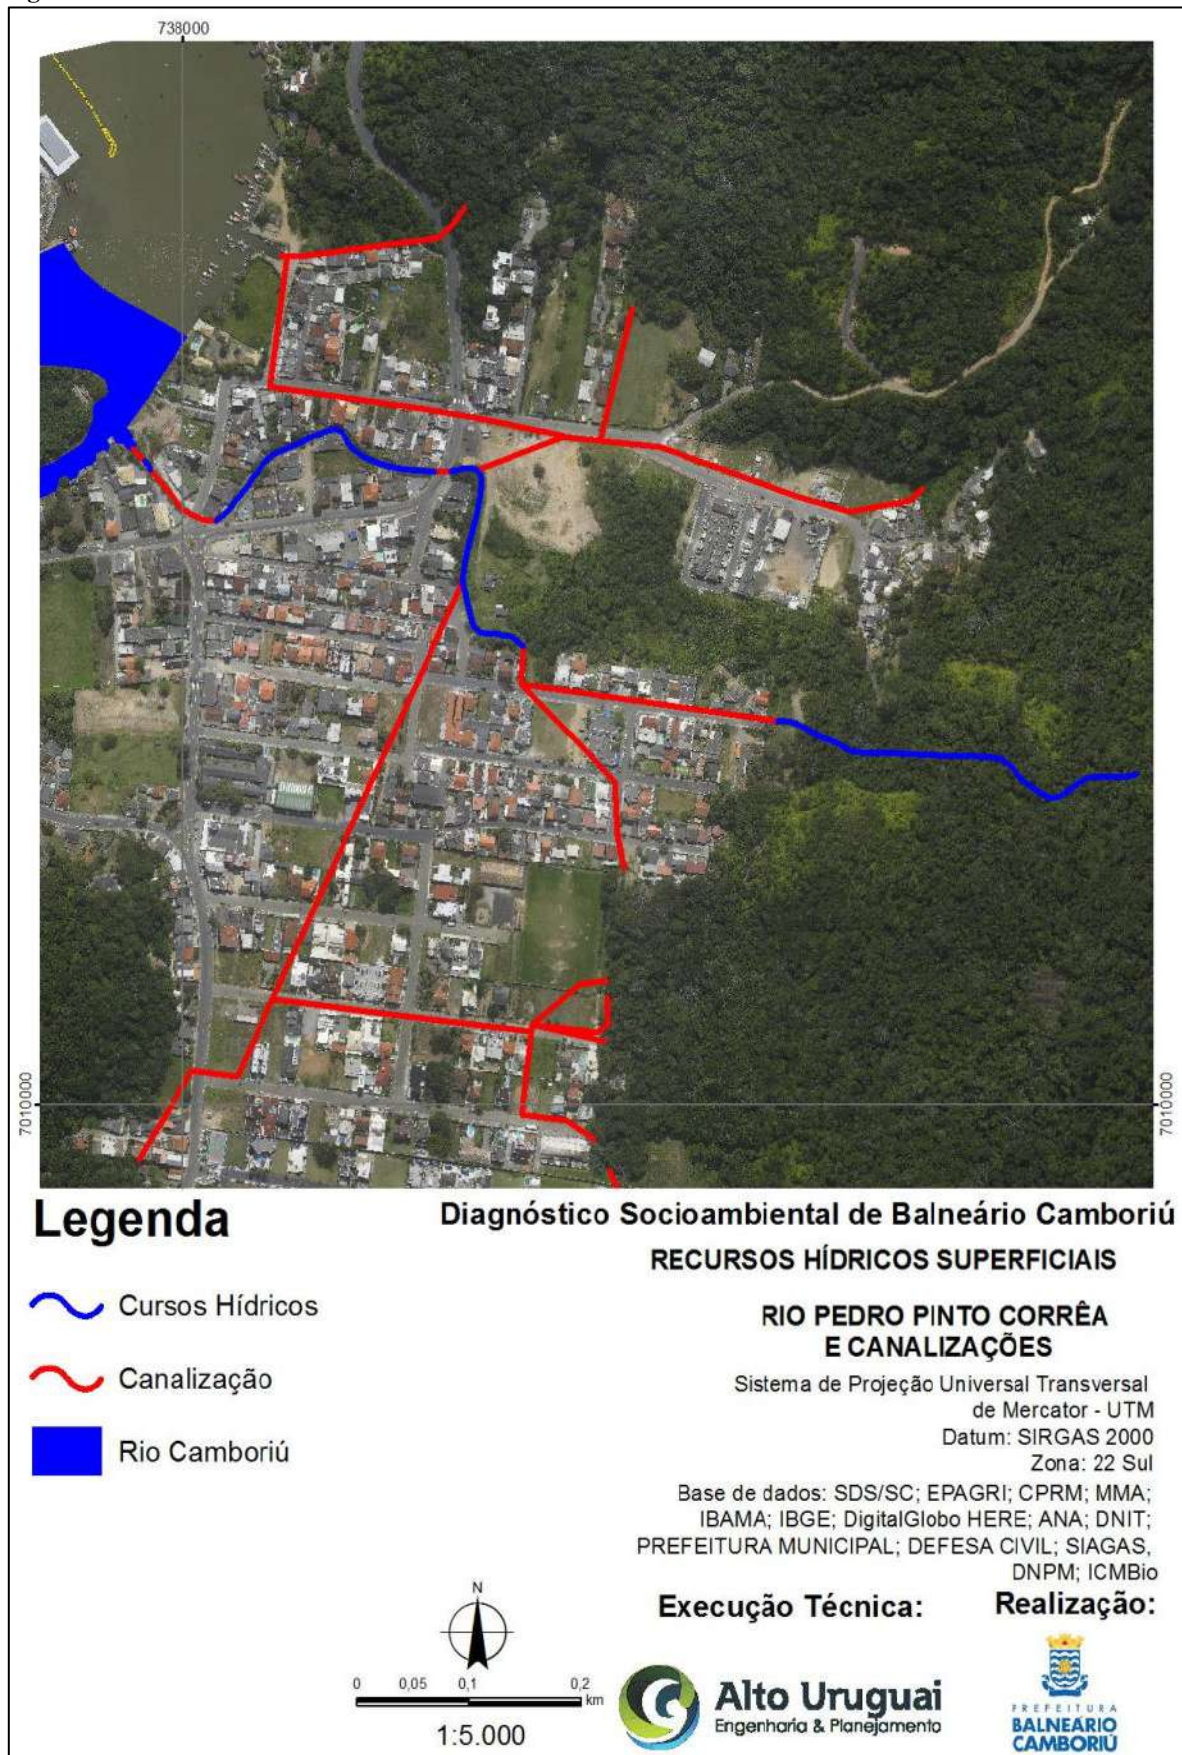 738000
7010000
7010000
Legenda
Cursos Hídricos
Canalização
Rio Camboriú
Diagnóstico Socioambiental de Balneário Camboriú
RECURSOS HÍDRICOS SUPERFICIAIS
RIO PEDRO PINTO CORRÊA
E CANALIZAÇÕES
Sistema de Projeção Universal Transversal
de Mercator - UTM
Datum: SIRGAS 2000
Zona: 22 Sul
Base de dados: SDS/SC; EPAGRI; CPRM; MMA;
IBAMA; IBGE; DigitalGlobo HERE; ANA; DNIT;
PREFEITURA MUNICIPAL; DEFESA CIVIL; SIAGAS,
DNPM; ICMBio
N
0 0,05 0,1 0,2
km
1:5.000
Execução Técnica:
Alto Uruguai
Engenharia & Planejamento
Realização:
PREFEITURA
BALNEÁRIO
CAMBORIÚ